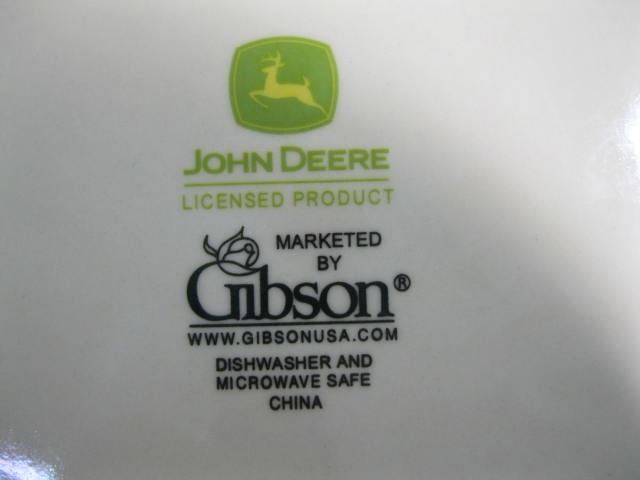 JOHN DEERE
LICENSED PRODUCT
MARKETED
BY
Gibson®
WWW.GIBSONUSA.COM
DISHWASHER AND
MICROWAVE SAFE
CHINA